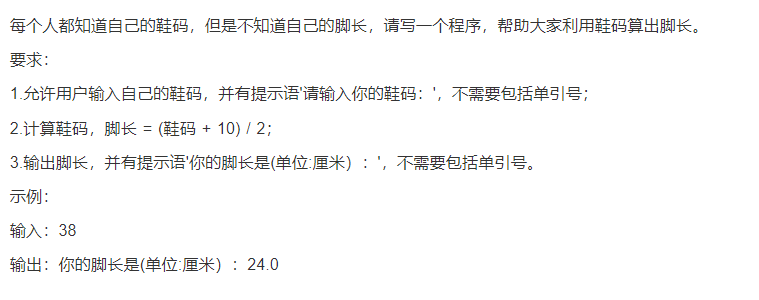 每个人都知道自己的鞋码，但是不知道自己的脚长，请写一个程序，帮助大家利用鞋码算出脚长。
要求：
1.允许用户输入自己的鞋码，并有提示语'请输入你的鞋码：'，不需要包括单引号；
2.计算鞋码，脚长 = (鞋码 + 10) / 2；
3.输出脚长，并有提示语'你的脚长是(单位:厘米）：'，不需要包括单引号。
示例：
输入：38
输出：你的脚长是(单位:厘米）：24.0